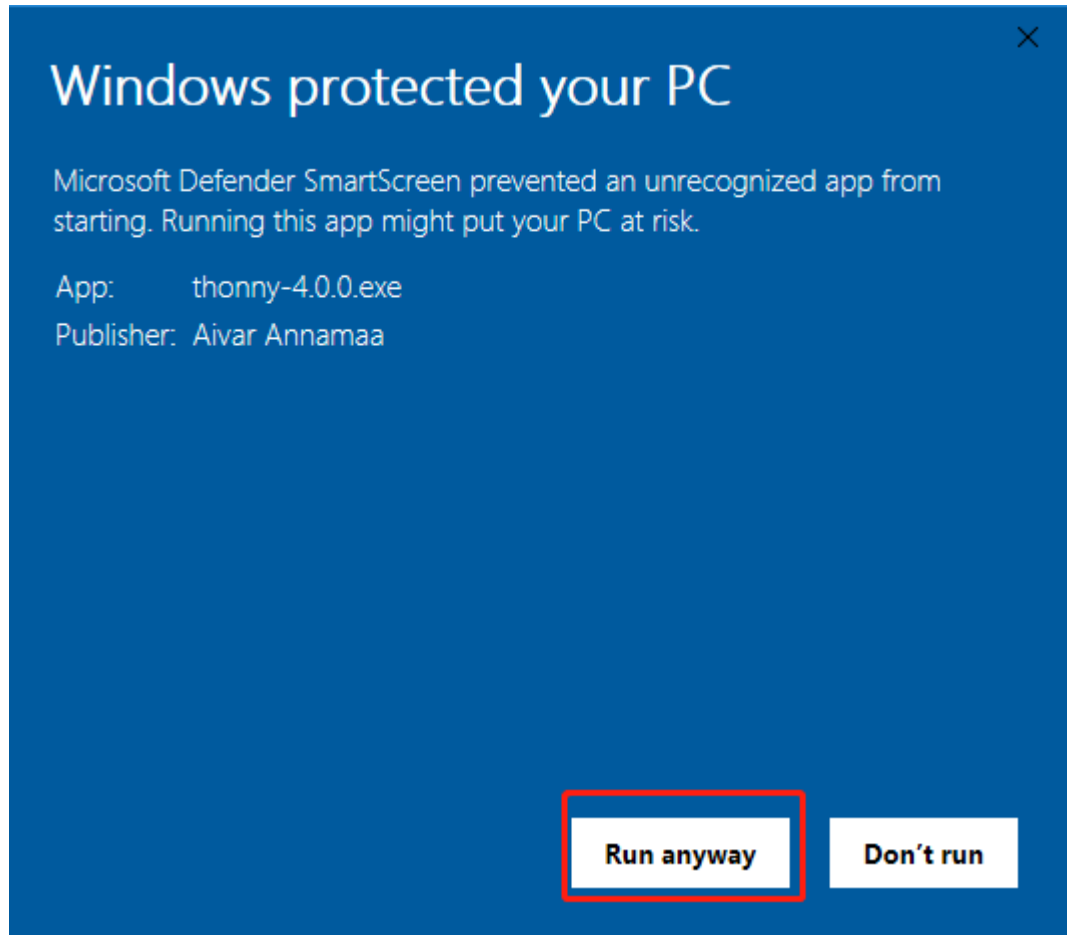 Windows protected your PC
Microsoft Defender SmartScreen prevented an unrecognized app from
starting. Running this app might put your PC at risk.
App: thonny-4.0.0.exe
Publisher: Aivar Annamaa
Run anyway Don't run